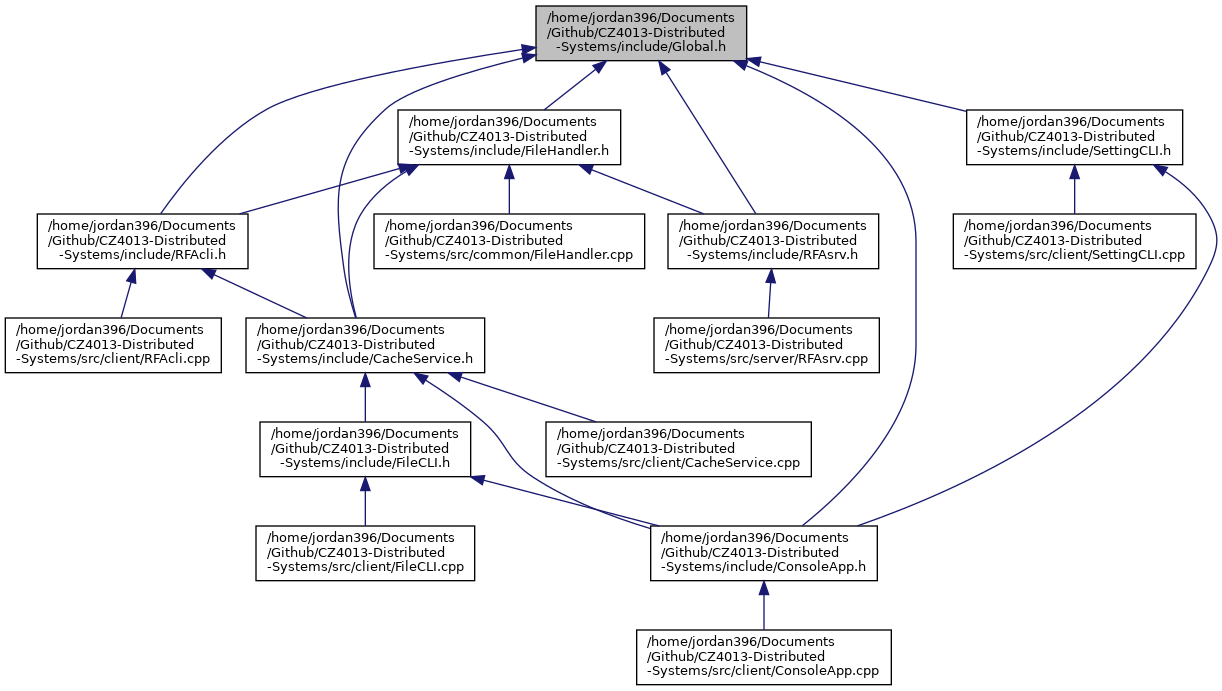 /home/jordan396/Documents
/Github/CZ4013-Distributed
-Systems/include/Global.h
/home/jordan396/Documents
/Github/CZ4013-Distributed
-Systems/include/FileHandler.h
/home/jordan396/Documents
/Github/CZ4013-Distributed
-Systems/include/SettingCLI.h
/home/jordan396/Documents
/Github/CZ4013-Distributed
-Systems/include/RFAcli.h
/home/jordan396/Documents
/Github/CZ4013-Distributed
-Systems/src/common/FileHandler.cpp
/home/jordan396/Documents
/Github/CZ4013-Distributed
-Systems/include/RFAsrv.h
/home/jordan396/Documents
/Github/CZ4013-Distributed
-Systems/src/client/SettingCLI.cpp
/home/jordan396/Documents
/Github/CZ4013-Distributed
-Systems/src/client/RFAcli.cpp
/home/jordan396/Documents
/Github/CZ4013-Distributed
-Systems/include/CacheService.h
/home/jordan396/Documents
/Github/CZ4013-Distributed
-Systems/src/server/RFAsrv.cpp
/home/jordan396/Documents
/Github/CZ4013-Distributed
-Systems/include/FileCLI.h
/home/jordan396/Documents
/Github/CZ4013-Distributed
-Systems/src/client/CacheService.cpp
/home/jordan396/Documents
/Github/CZ4013-Distributed
-Systems/src/client/FileCLI.cpp
/home/jordan396/Documents
/Github/CZ4013-Distributed
-Systems/include/ConsoleApp.h
/home/jordan396/Documents
/Github/CZ4013-Distributed
-Systems/src/client/ConsoleApp.cpp